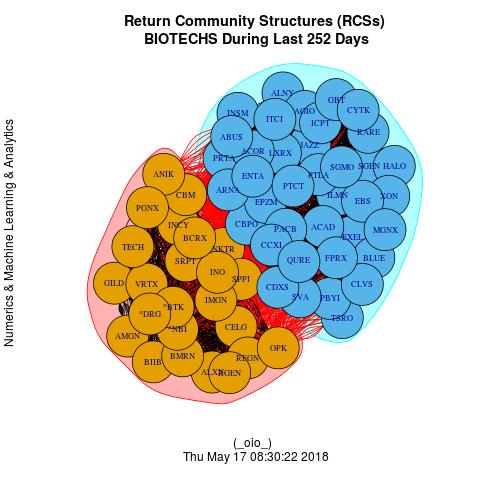 Return Community Structures (RCSs)
BIOTECHS During Last 252 Days
Numerics & Machine Learning & Analytics
ALNY
GBT
AGIO
CYTK
INSM
ITCI
ICPT
RARE
ABUS
JAZZ
ACOR
LXRX
PRTA
SGMO
SGEN
HALO
ANIK
ENTA
PTLA
PTCT
ARNA
CBM
ILMN
XON
EBS
EPZM
PGNX
INCY
CBPO
PACB
ACAD
MGNX
BCRX
EXEL
TECH
CCXI
NKTR
SRPT
QURE
FPRX
BLUE
INO
SPPI
GILD
VRTX
CDXS
CLVS
SVA
PBYI
IMGN
BTK
ADRG
TSRO
NBI
CELG
AMGN
OPK
BMRN
REGN
BIIB
ALXN
RGEN
(_oio_)
Thu May 17 08:30:22 2018